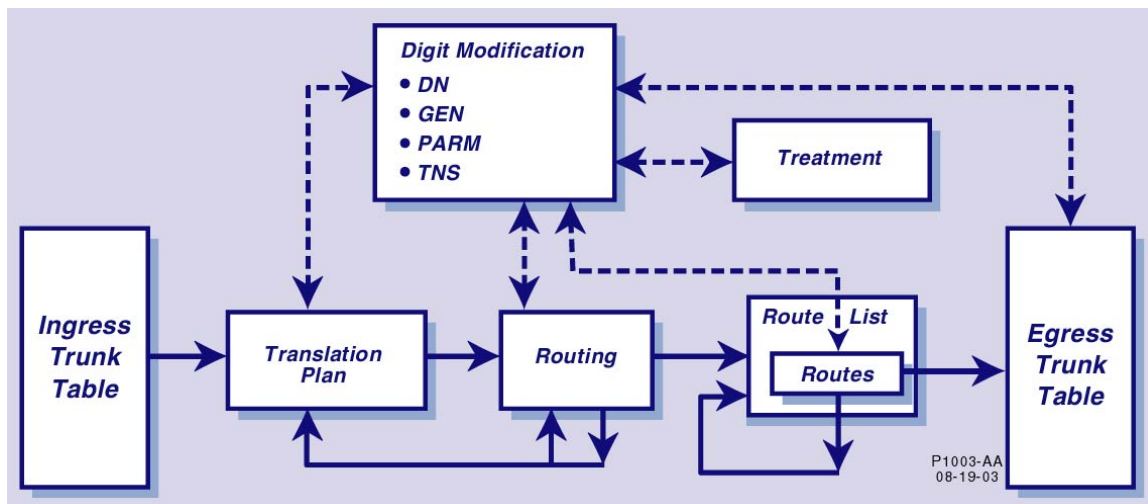 Digit Modification
• DN
• GEN
• PARM
• TNS
Treatment
Ingress
Trunk
Table
Translation
Plan
Routing
Route List
Routes
Egress
Trunk
Table
P1003-AA
08-19-03